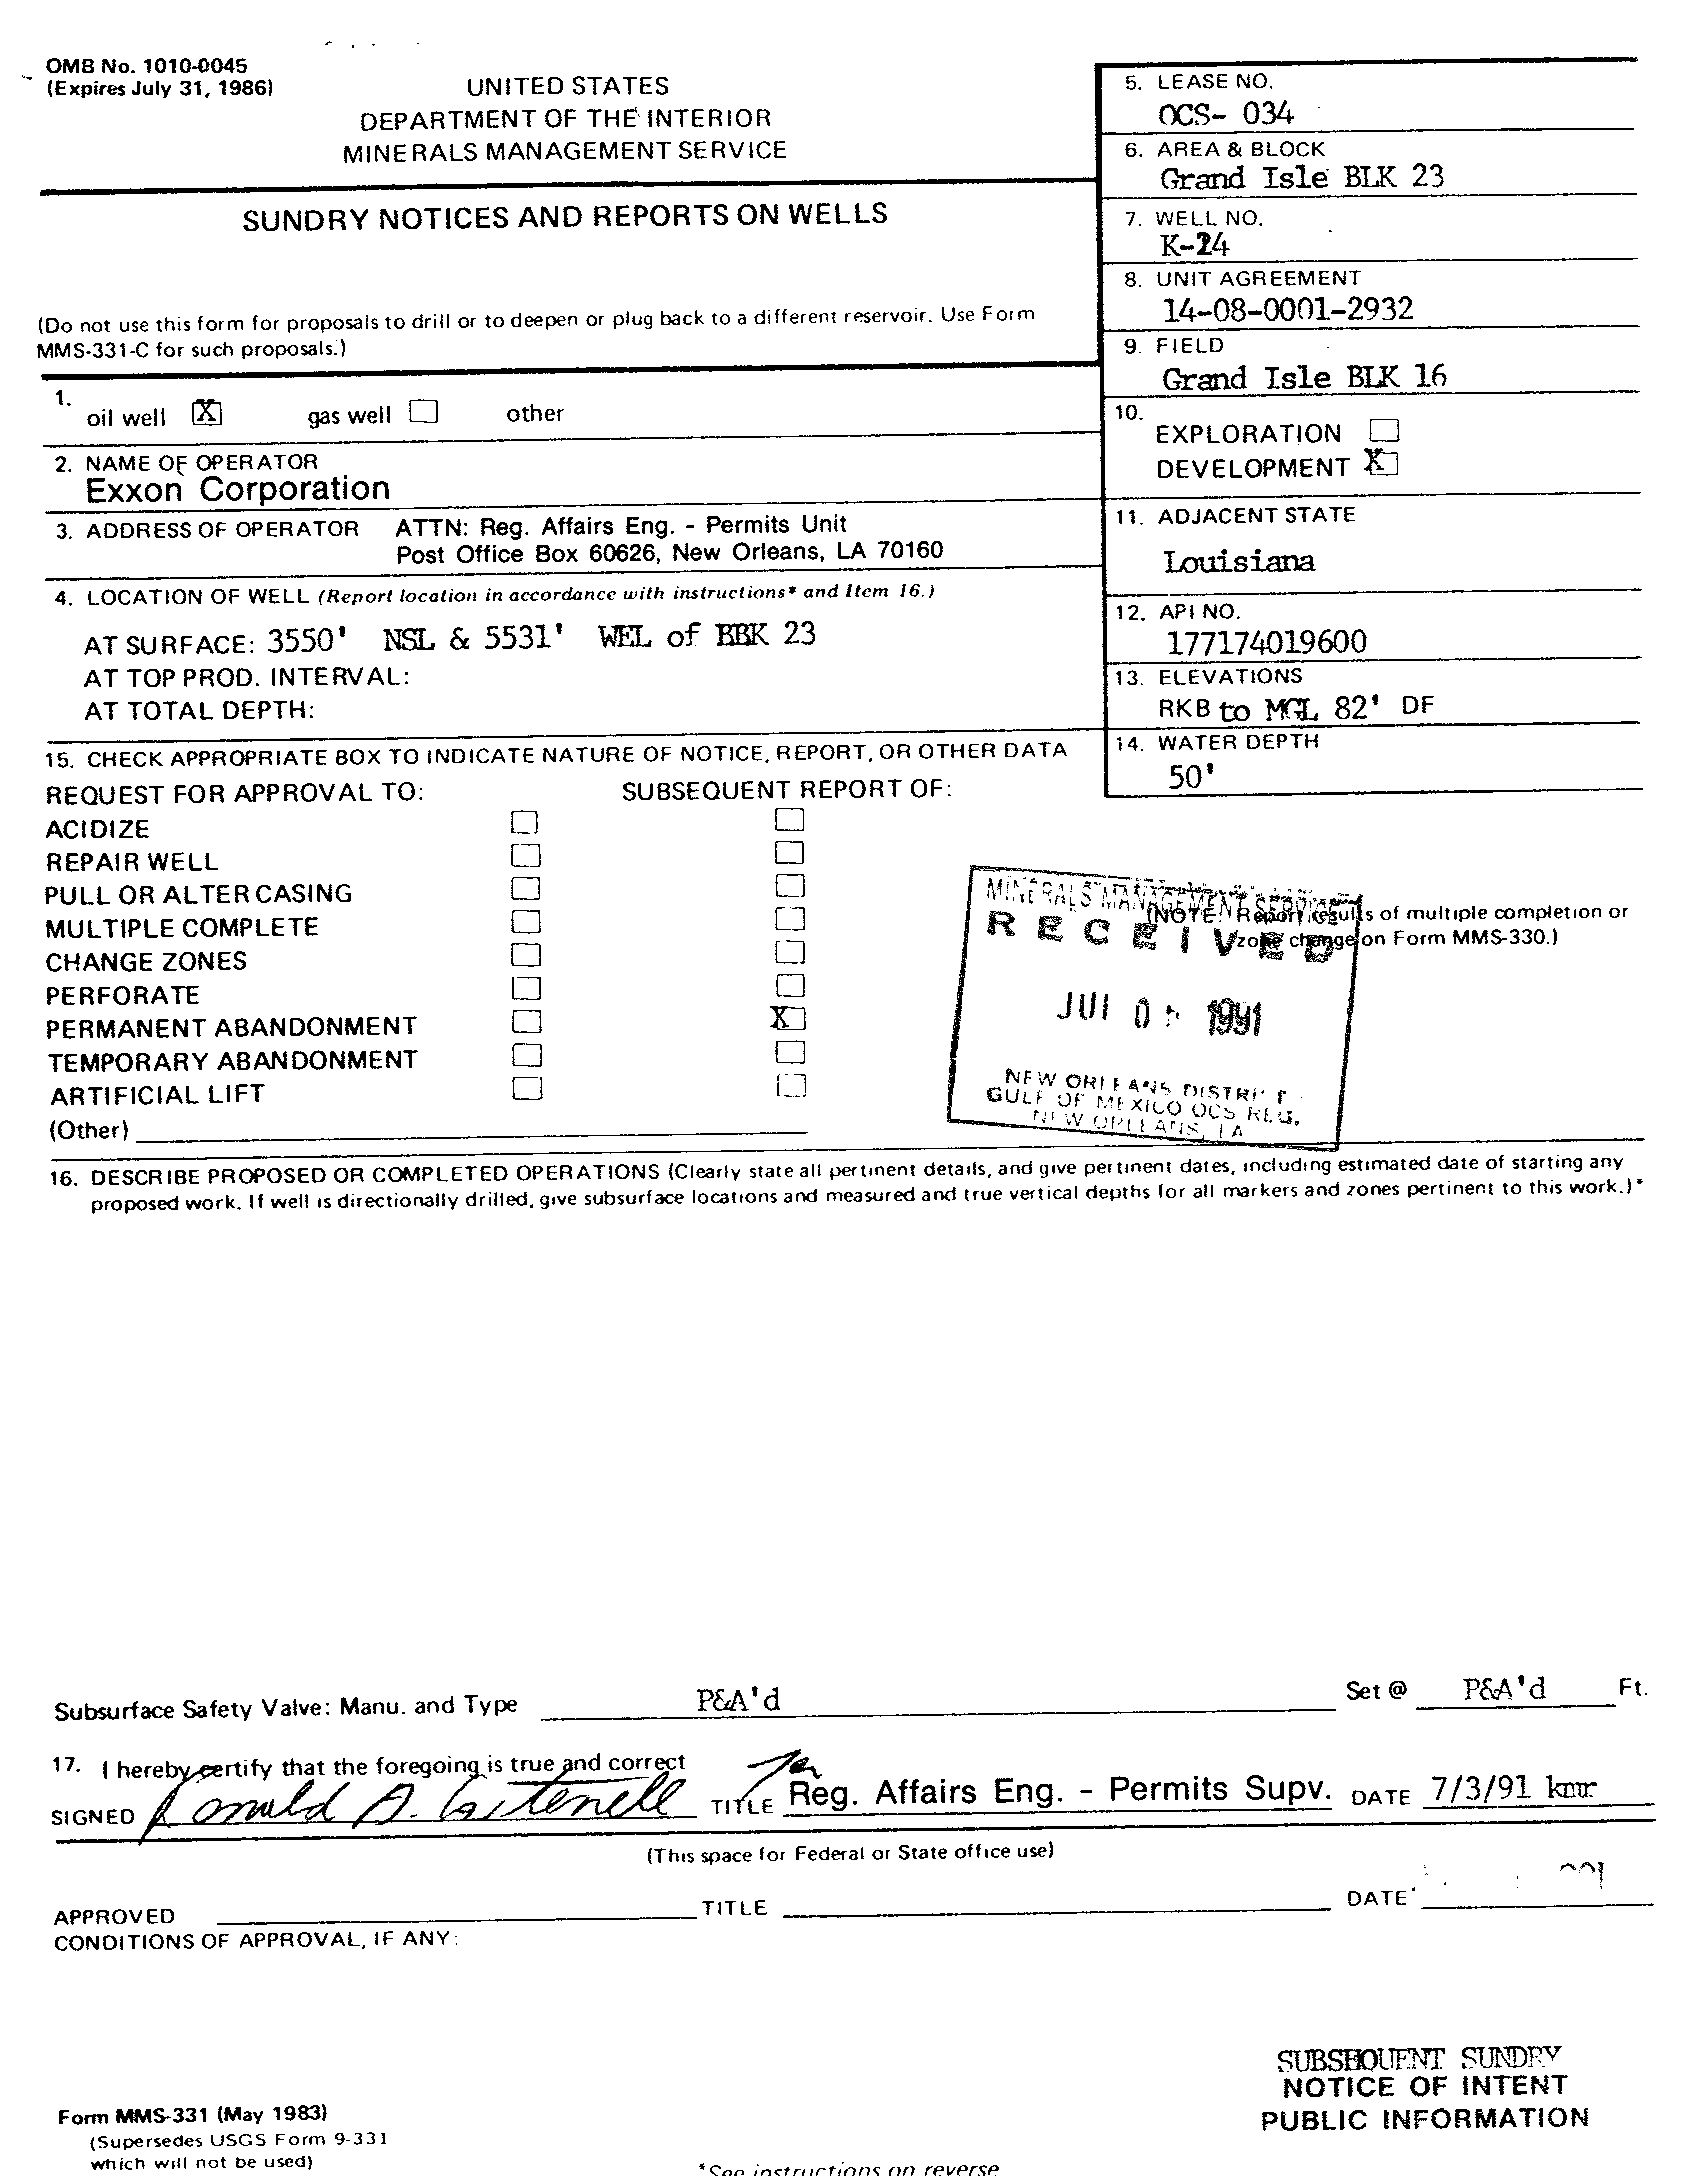 OMB No. 1010-0045
(Expires July 31, 1986)
UNITED STATES
DEPARTMENT OF THE INTERIOR
MINERALS MANAGEMENT SERVICE
SUNDRY NOTICES AND REPORTS ON WELLS
(Do not use this form for proposals to drill or to deepen or plug back to a different reservoir. Use Form
MMS-331-C for such proposals.)
1.
oil well X gas well other
2. NAME OF OPERATOR
Exxon Corporation
3. ADDRESS OF OPERATOR ATTN: Reg. Affairs Eng. - Permits Unit
Post Office Box 60626, New Orleans, LA 70160
4. LOCATION OF WELL (Report location in accordance with instructions* and Item 16.)
AT SURFACE: 3550' NSL & 5531' WEL of BBK 23
AT TOP PROD. INTERVAL:
AT TOTAL DEPTH:
5. LEASE NO.
OCS- 034
6. AREA & BLOCK
Grand Isle BLK 23
7. WELL NO.
K-24
8. UNIT AGREEMENT
14-08-0001-2932
9. FIELD
Grand Isle BLK 16
10.
EXPLORATION
DEVELOPMENT X
11. ADJACENT STATE
Louisiana
12. API NO.
177174019600
13. ELEVATIONS
RKB to MGL 82' DF
14. WATER DEPTH
50'
15. CHECK APPROPRIATE BOX TO INDICATE NATURE OF NOTICE, REPORT, OR OTHER DATA
REQUEST FOR APPROVAL TO: SUBSEQUENT REPORT OF:
ACIDIZE
REPAIR WELL
PULL OR ALTER CASING
MULTIPLE COMPLETE
CHANGE ZONES
PERFORATE
PERMANENT ABANDONMENT X
TEMPORARY ABANDONMENT
ARTIFICIAL LIFT
(Other)
(NOTE: Report results of multiple completion or
zone change on Form MMS-330.)
MINERALS MANAGEMENT SERVICE
RECEIVED
1991
NEW ORLEANS DISTRICT
GULF OF MEXICO OCS REG.
NEW ORLEANS, LA
16. DESCRIBE PROPOSED OR COMPLETED OPERATIONS (Clearly state all pertinent details, and give pertinent dates, including estimated date of starting any
proposed work. If well is directionally drilled, give subsurface locations and measured and true vertical depths for all markers and zones pertinent to this work.)*
Subsurface Safety Valve: Manu. and Type P&A'd Set @ P&A'd Ft.
17. I hereby certify that the foregoing is true and correct
SIGNED Ronald A. TITLE Reg. Affairs Eng. - Permits Supv. DATE 7/3/91 kmr
(This space for Federal or State office use)
APPROVED TITLE DATE
CONDITIONS OF APPROVAL, IF ANY:
SUBSEQUENT SUNDRY
NOTICE OF INTENT
PUBLIC INFORMATION
Form MMS-331 (May 1983)
(Supersedes USGS Form 9-331
which will not be used)
*See instructions on reverse